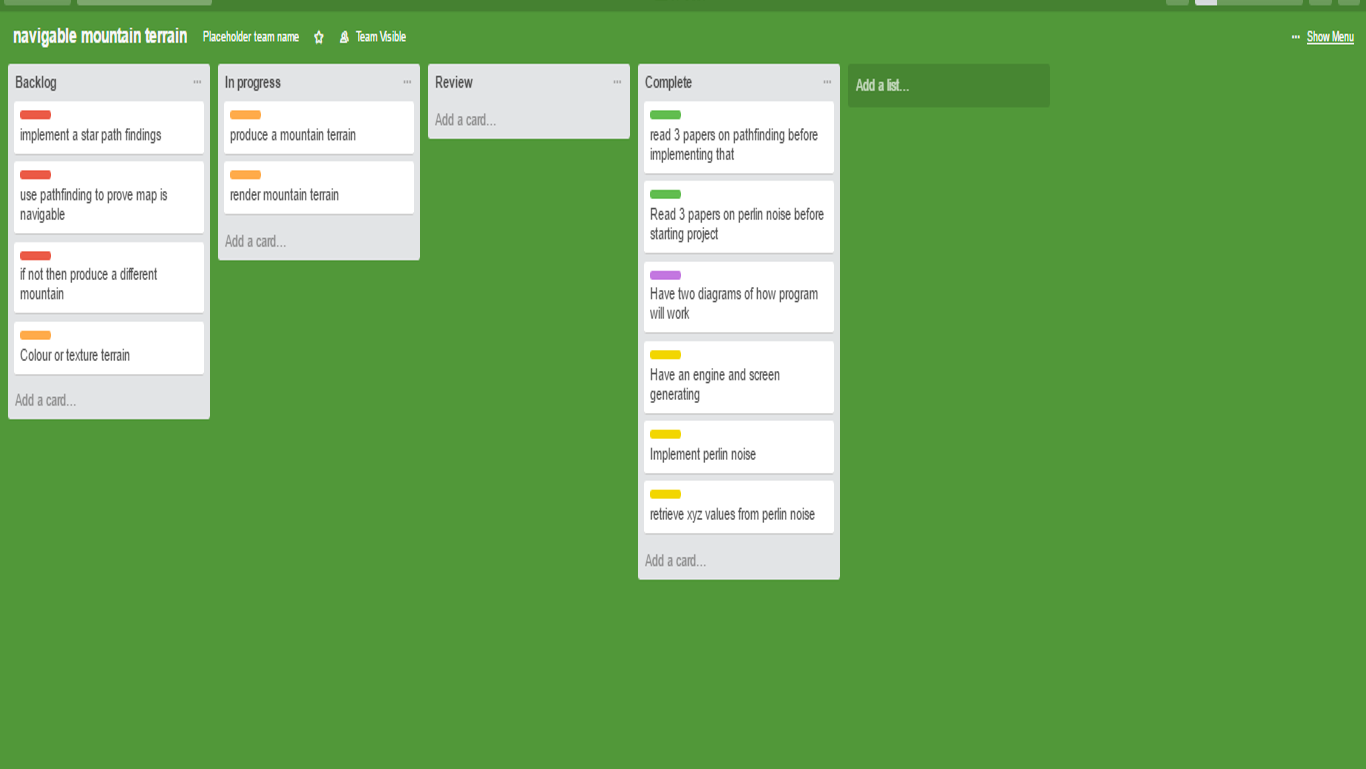 navigable mountain terrain Placeholder team name Team Visible ... Show Menu
Backlog ...
implement a star path findings
use pathfinding to prove map is
navigable
if not then produce a different
mountain
Colour or texture terrain
Add a card...
In progress ...
produce a mountain terrain
render mountain terrain
Add a card...
Review ...
Add a card...
Complete ...
read 3 papers on pathfinding before
implementing that
Read 3 papers on perlin noise before
starting project
Have two diagrams of how program
will work
Have an engine and screen
generating
Implement perlin noise
retrieve xyz values from perlin noise
Add a card...
Add a list...